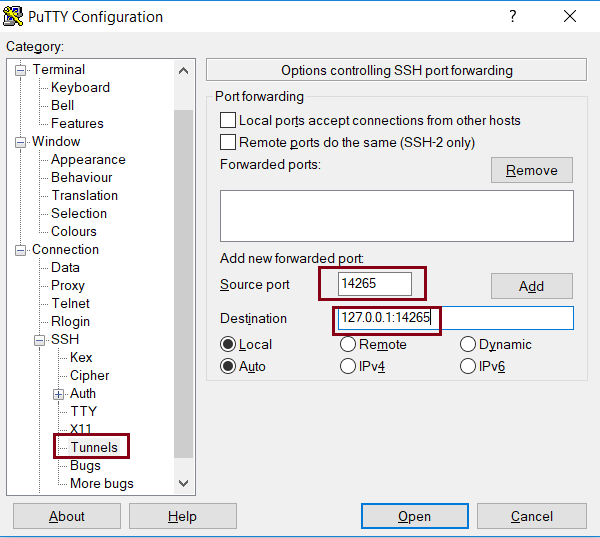 PuTTY Configuration
?
Category:
Terminal
Keyboard
Bell
Features
Window
Appearance
Behaviour
Translation
Selection
Colours
Connection
Data
Proxy
Telnet
Rlogin
SSH
Kex
Cipher
Auth
TTY
X11
Tunnels
Bugs
More bugs
Options controlling SSH port forwarding
Port forwarding
Local ports accept connections from other hosts
Remote ports do the same (SSH-2 only)
Forwarded ports:
Remove
Add new forwarded port:
Source port 14265 Add
Destination 127.0.0.1:14265
Local Remote Dynamic
Auto IPv4 IPv6
About Help Open Cancel